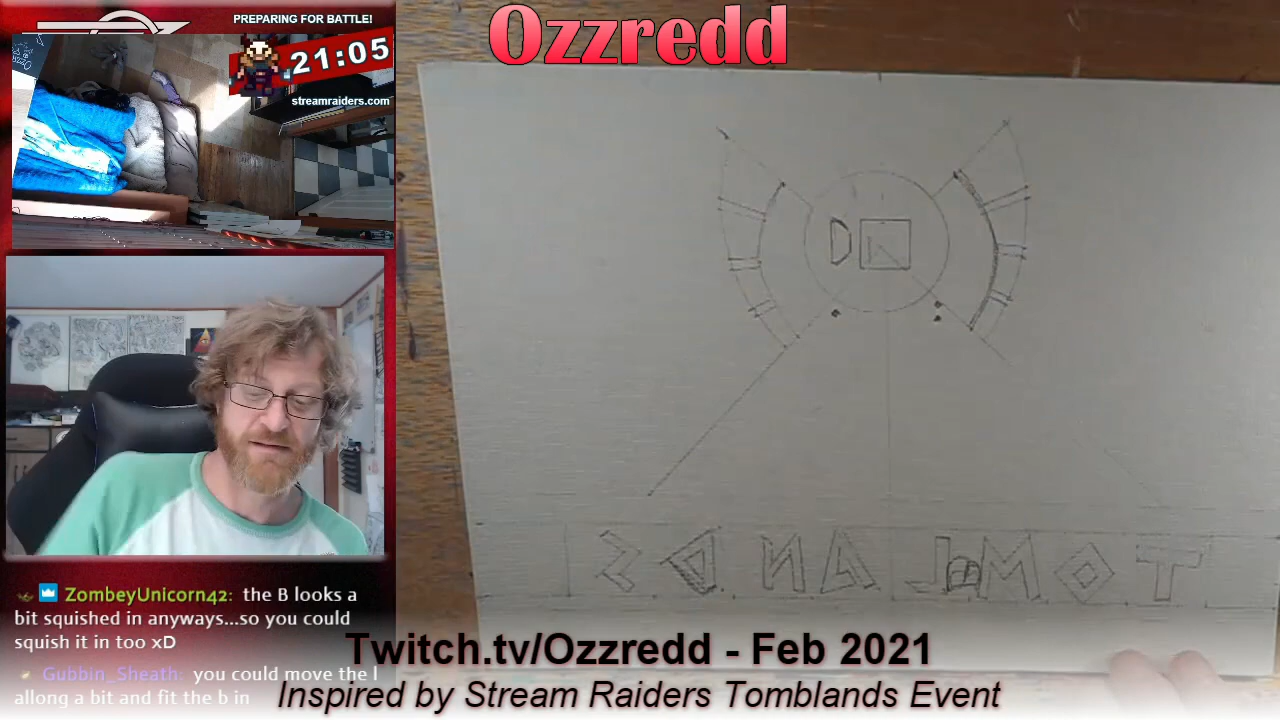 PREPARING FOR BATTLE!
21:05
streamraiders.com
Ozzredd
ZombeyUnicorn42: the B looks a
bit squished in anyways...so you could
squish it in too xD
Gubbin_Sheath: you could move the l
allong a bit and fit the b in
Twitch.tv/Ozzredd - Feb 2021
Inspired by Stream Raiders Tomblands Event